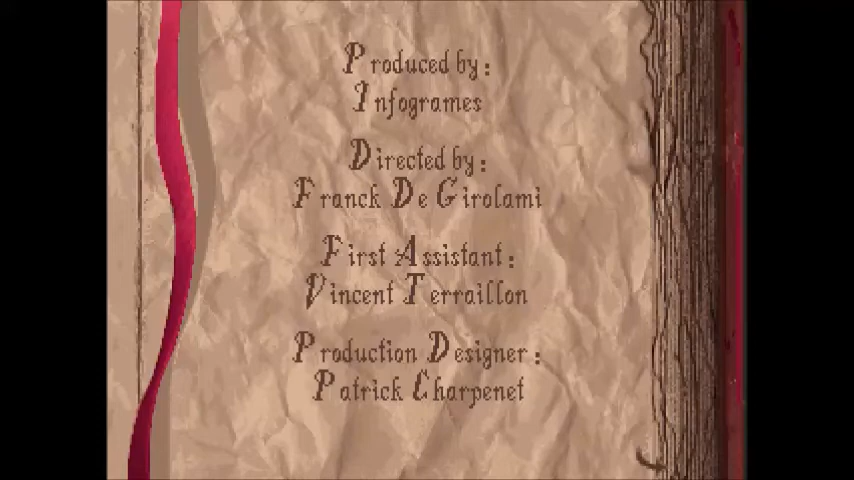 Produced by:
Infogrames
Directed by:
Franck De Girolami
First Assistant:
Vincent Terraillon
Production Designer:
Patrick Charpenet